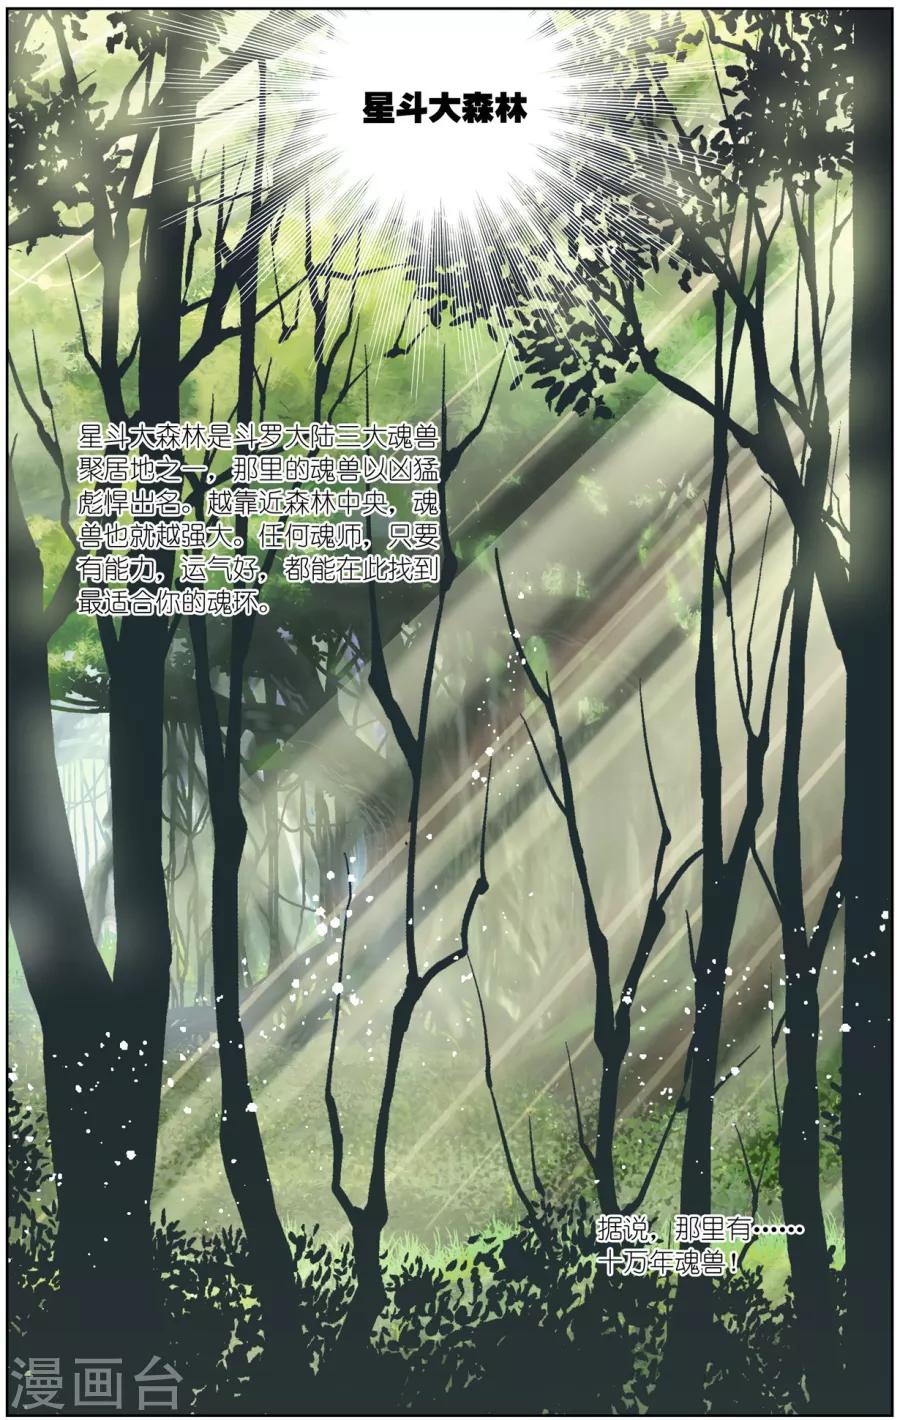 星斗大森林
星斗大森林是斗罗大陆三大魂兽
聚居地之一，那里的魂兽以凶猛
彪悍出名。越靠近森林中央，魂
兽也就越强大。任何魂师，只要
有能力，运气好，都能在此找到
最适合你的魂环。
据说，那里有……
十万年魂兽！
漫画台